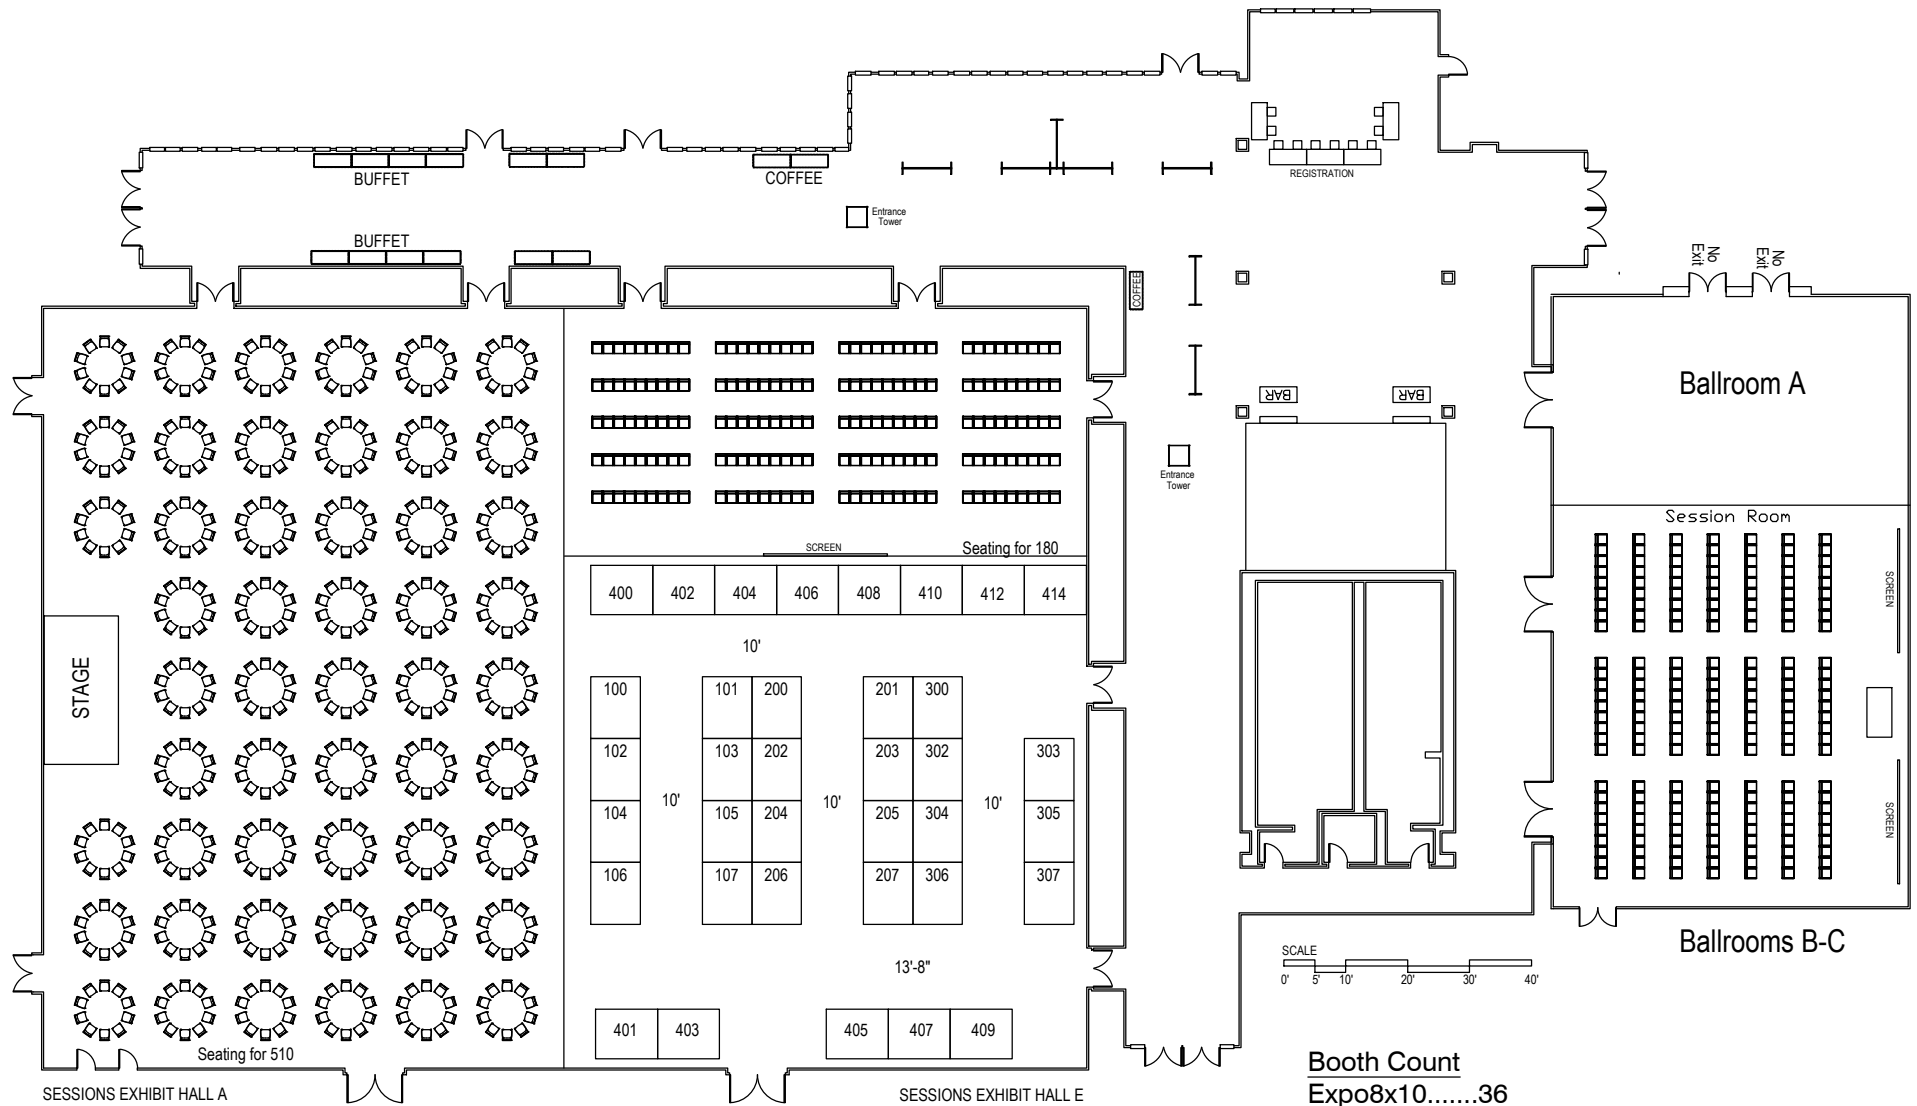 BUFFET
COFFEE
REGISTRATION
Entrance
Tower
BUFFET
COFFEE
No
Exit
No
Exit
BAR
BAR
Ballroom A
Entrance
Tower
Session Room
SCREEN
Seating for 180
SCREEN
400 402 404 406 408 410 412 414
10'
STAGE
100 101 200 201 300
102 103 202 203 302 303
10' 10' 10'
104 105 204 205 304 305
SCREEN
106 107 206 207 306 307
Ballrooms B-C
SCALE
0' 5' 10' 20' 30' 40'
13'-8"
401 403 405 407 409
Seating for 510
Booth Count
Expo8x10.......36
SESSIONS EXHIBIT HALL A
SESSIONS EXHIBIT HALL E